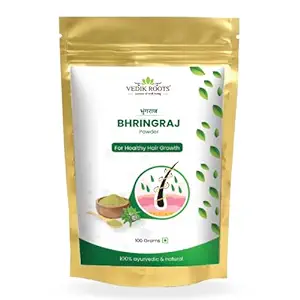 VEDIK ROOTS
भृंगराज
BHRINGRAJ
Powder
For Healthy Hair Growth
100 Grams
100% ayurvedic & natural